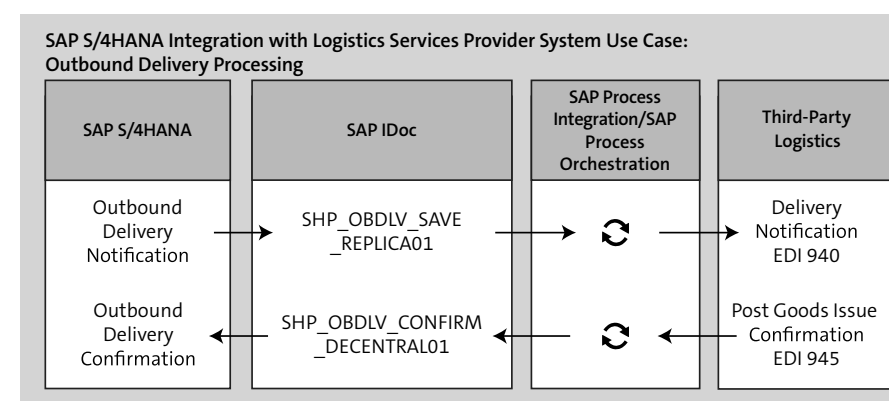 SAP S/4HANA Integration with Logistics Services Provider System Use Case:
Outbound Delivery Processing
SAP S/4HANA
SAP IDoc
SAP Process
Integration/SAP
Process
Orchestration
Third-Party
Logistics
Outbound
Delivery
Notification
SHP_OBDLV_SAVE
_REPLICA01
Delivery
Notification
EDI 940
Outbound
Delivery
Confirmation
SHP_OBDLV_CONFIRM
_DECENTRAL01
Post Goods Issue
Confirmation
EDI 945